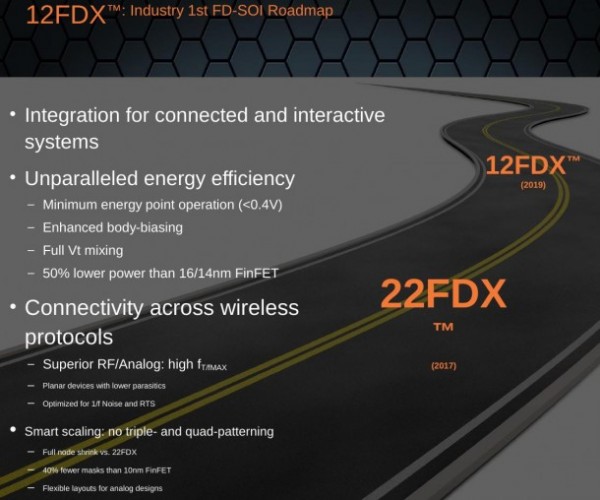 12FDX™: Industry 1st FD-SOI Roadmap
• Integration for connected and interactive
systems
• Unparalleled energy efficiency
– Minimum energy point operation (<0.4V)
– Enhanced body-biasing
– Full Vt mixing
– 50% lower power than 16/14nm FinFET
• Connectivity across wireless
protocols
– Superior RF/Analog: high fT/fMAX
– Planar devices with lower parasitics
– Optimized for 1/f Noise and RTS
• Smart scaling: no triple- and quad-patterning
– Full node shrink vs. 22FDX
– 40% fewer masks than 10nm FinFET
– Flexible layouts for analog designs
12FDX™
(2019)
22FDX
™
(2017)